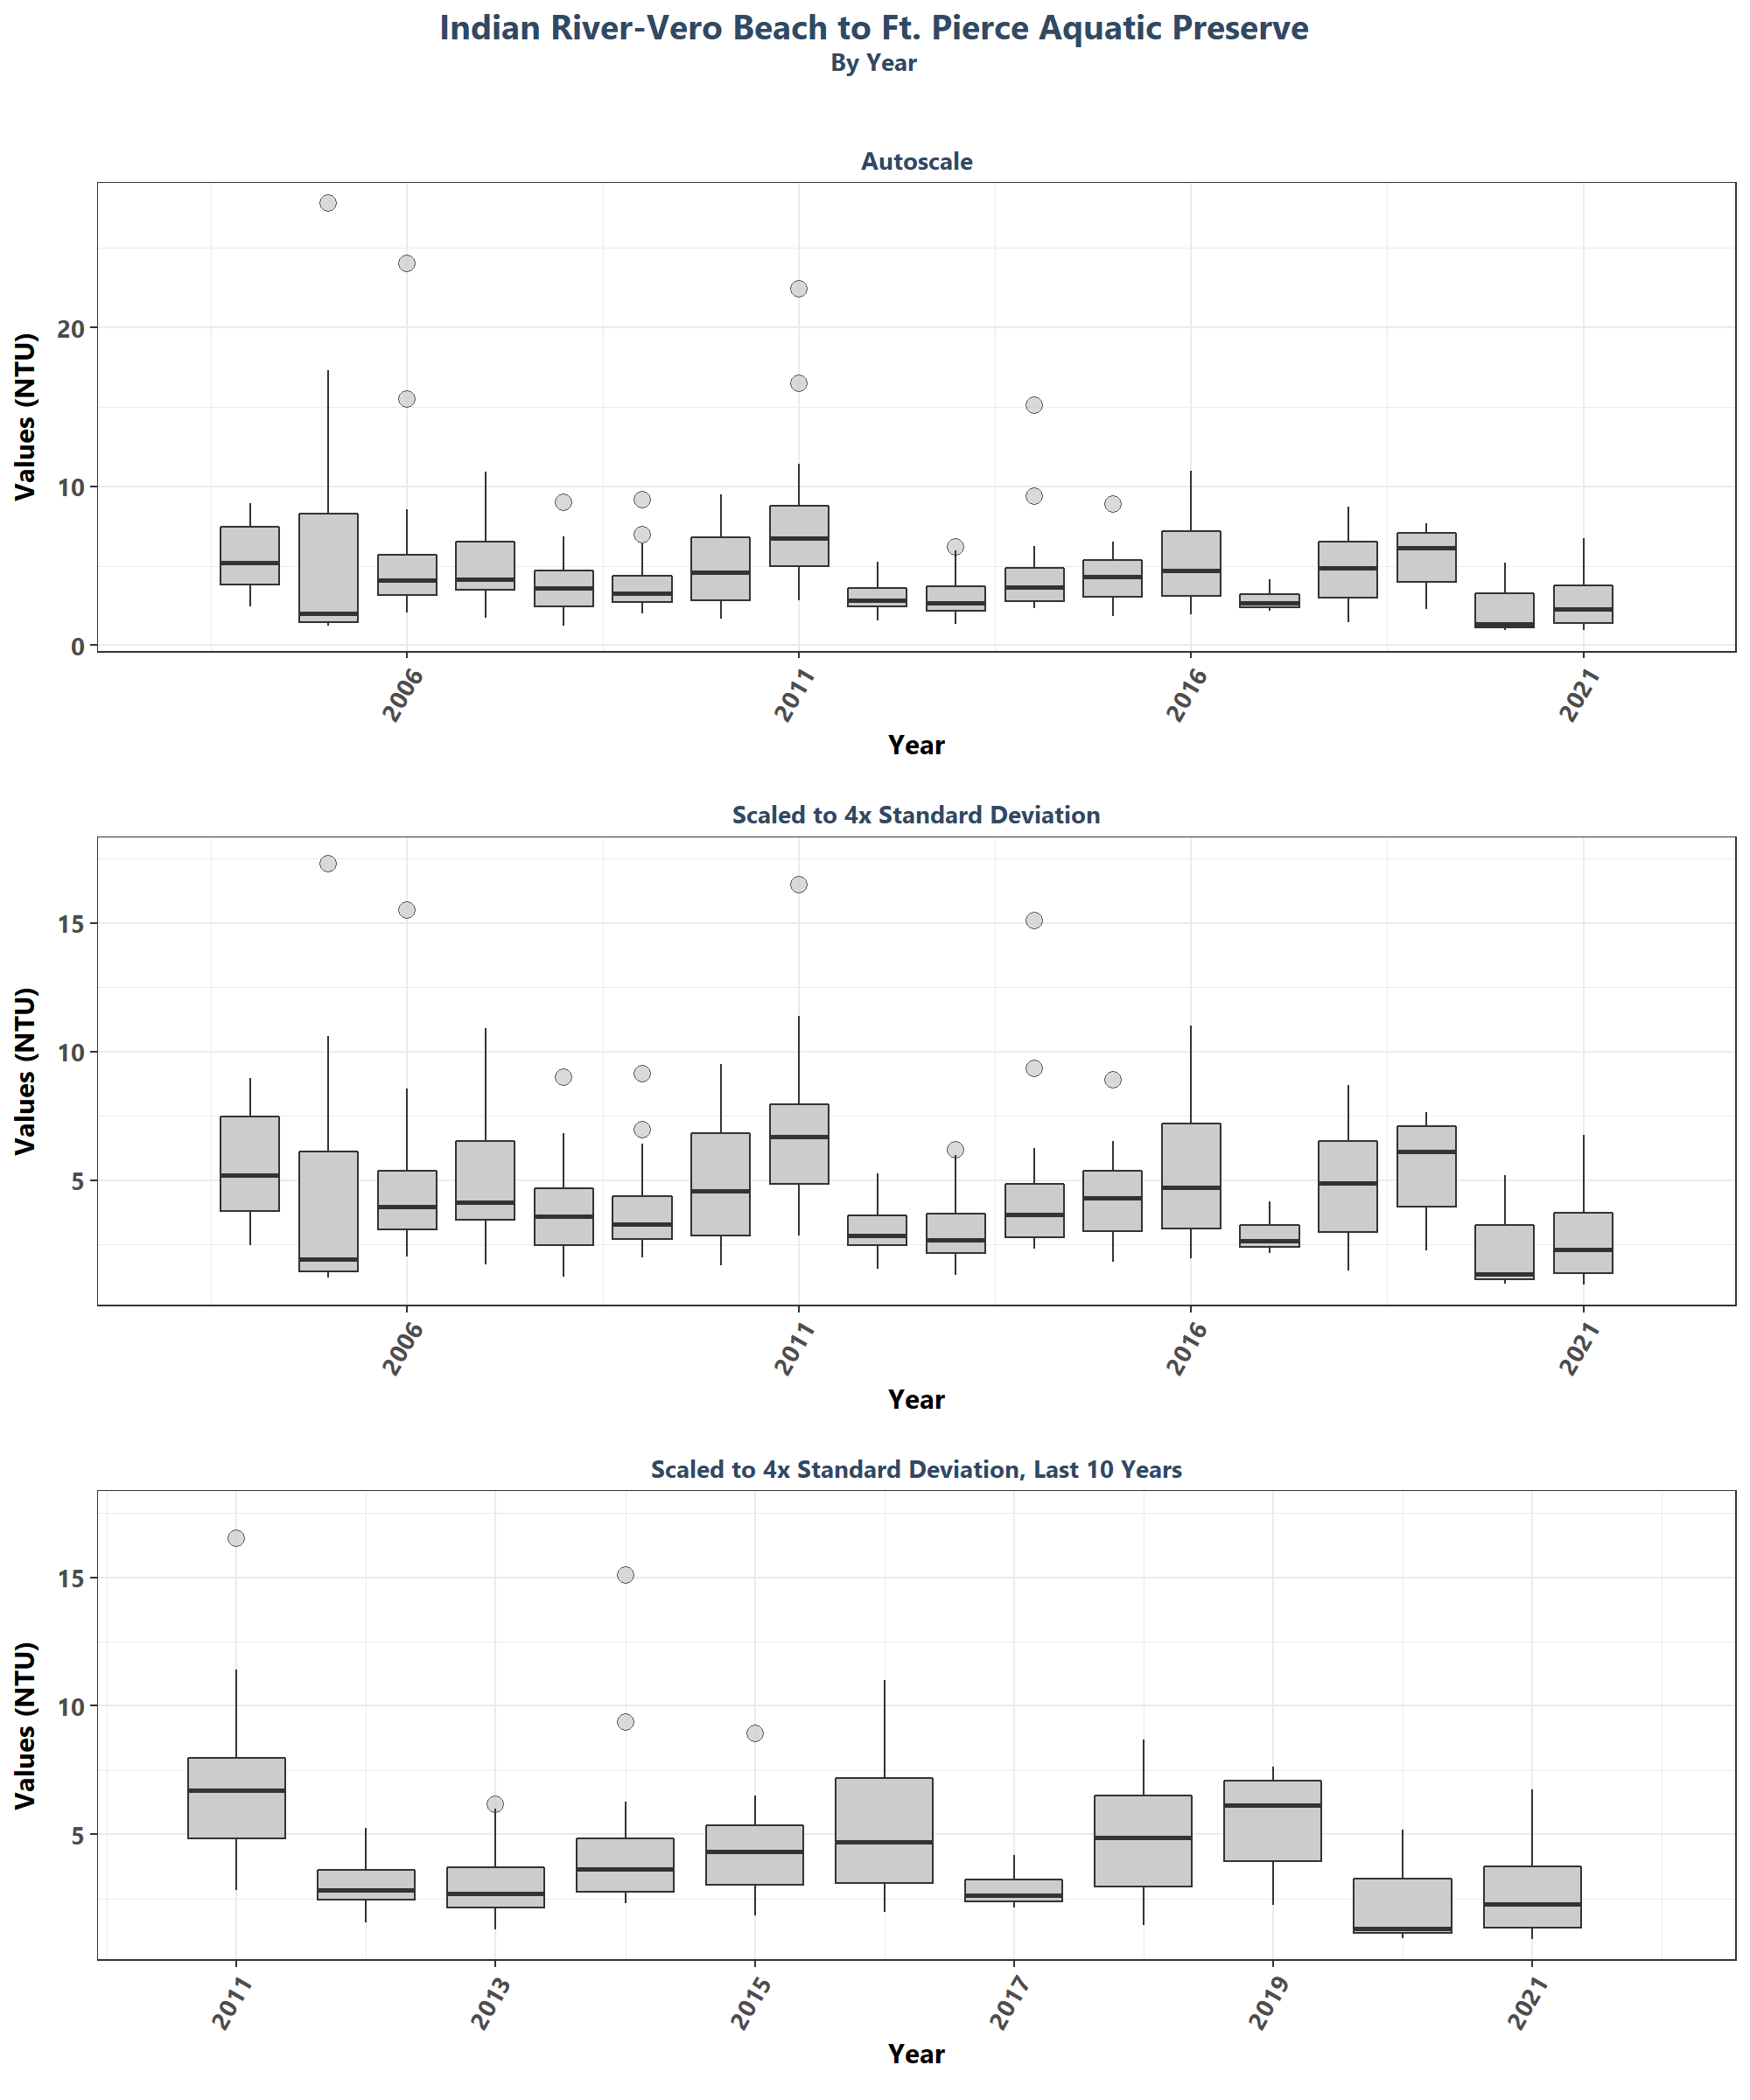 Indian River-Vero Beach to Ft. Pierce Aquatic Preserve
By Year
Autoscale
Values (NTU)
20
10
0
2006
2011
2016
2021
Year
Scaled to 4x Standard Deviation
Values (NTU)
15
10
5
2006
2011
2016
2021
Year
Scaled to 4x Standard Deviation, Last 10 Years
Values (NTU)
15
10
5
2011
2013
2015
2017
2019
2021
Year